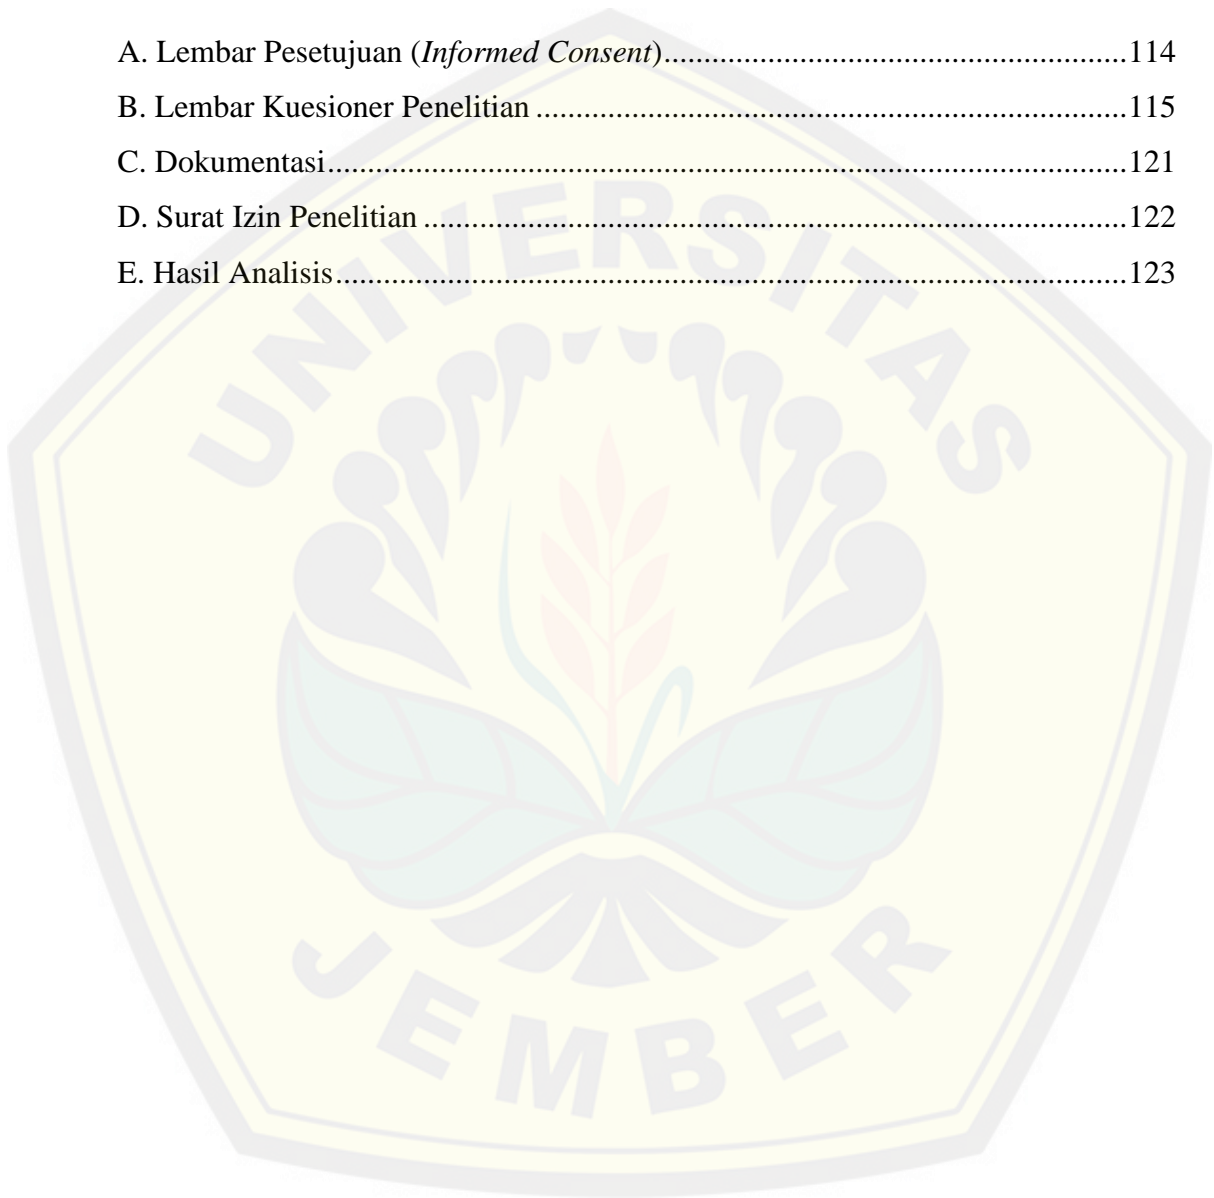 A. Lembar Pesetujuan (Informed Consent)..........................................................114
B. Lembar Kuesioner Penelitian ..........................................................................115
C. Dokumentasi....................................................................................................121
D. Surat Izin Penelitian ........................................................................................122
E. Hasil Analisis...................................................................................................123
UNIVERSITAS
JEMBER